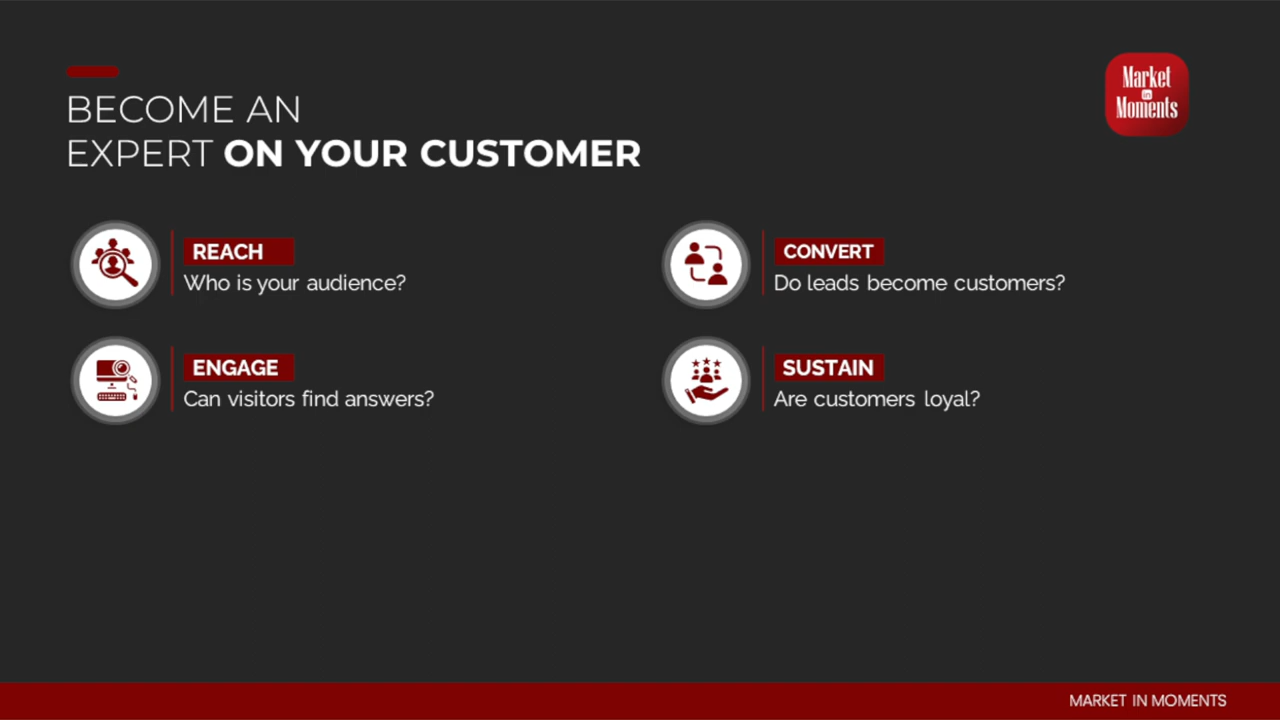 BECOME AN
EXPERT ON YOUR CUSTOMER
Market
in
Moments
REACH
Who is your audience?
ENGAGE
Can visitors find answers?
CONVERT
Do leads become customers?
SUSTAIN
Are customers loyal?
MARKET IN MOMENTS